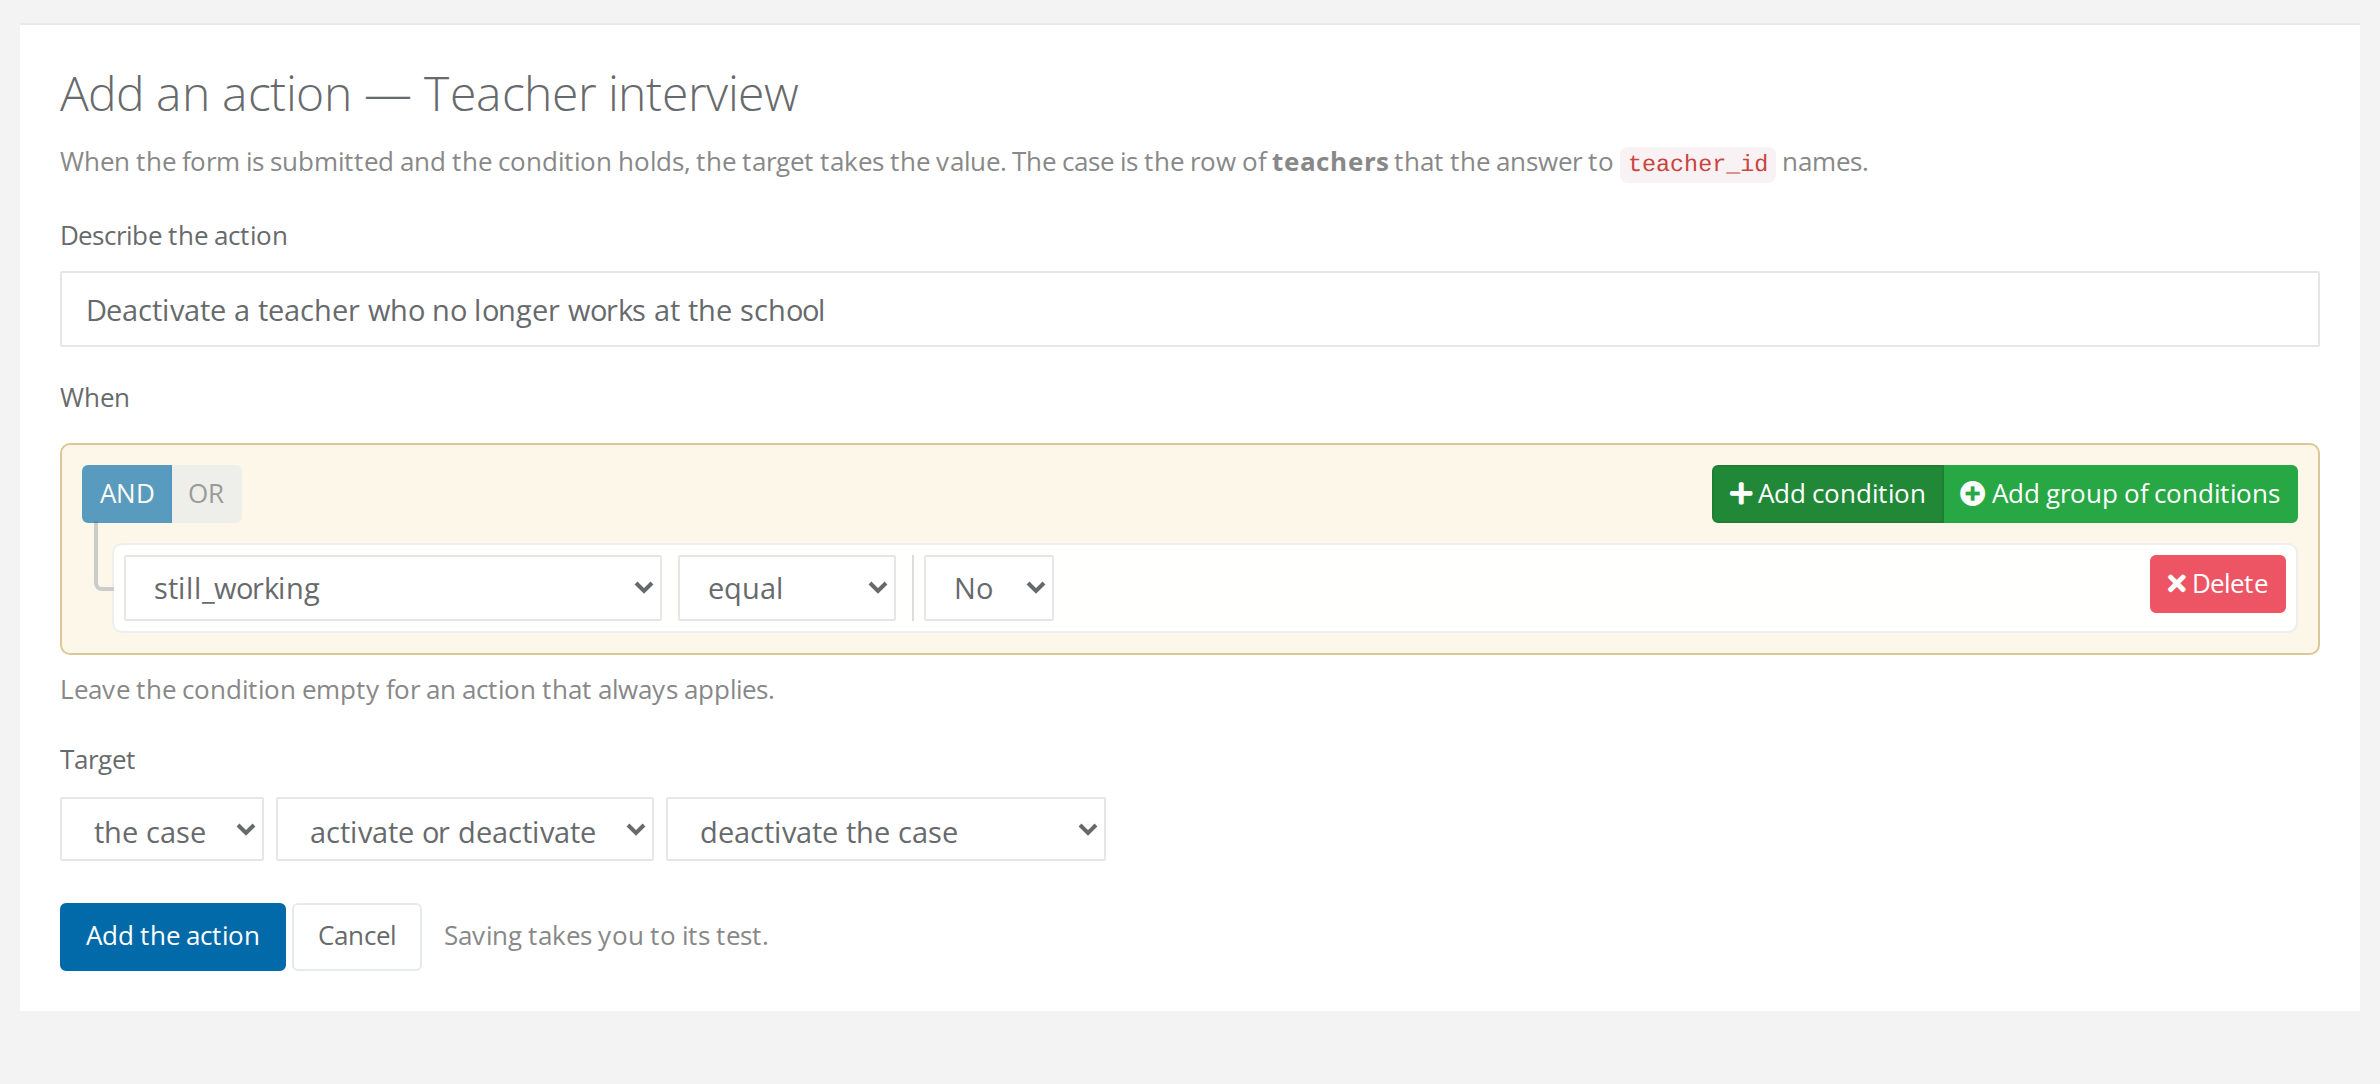 Add an action — Teacher interview
When the form is submitted and the condition holds, the target takes the value. The case is the row of teachers that the answer to teacher_id names.
Describe the action
Deactivate a teacher who no longer works at the school
When
AND OR Add condition Add group of conditions
still_working equal No Delete
Leave the condition empty for an action that always applies.
Target
the case activate or deactivate deactivate the case
Add the action Cancel Saving takes you to its test.